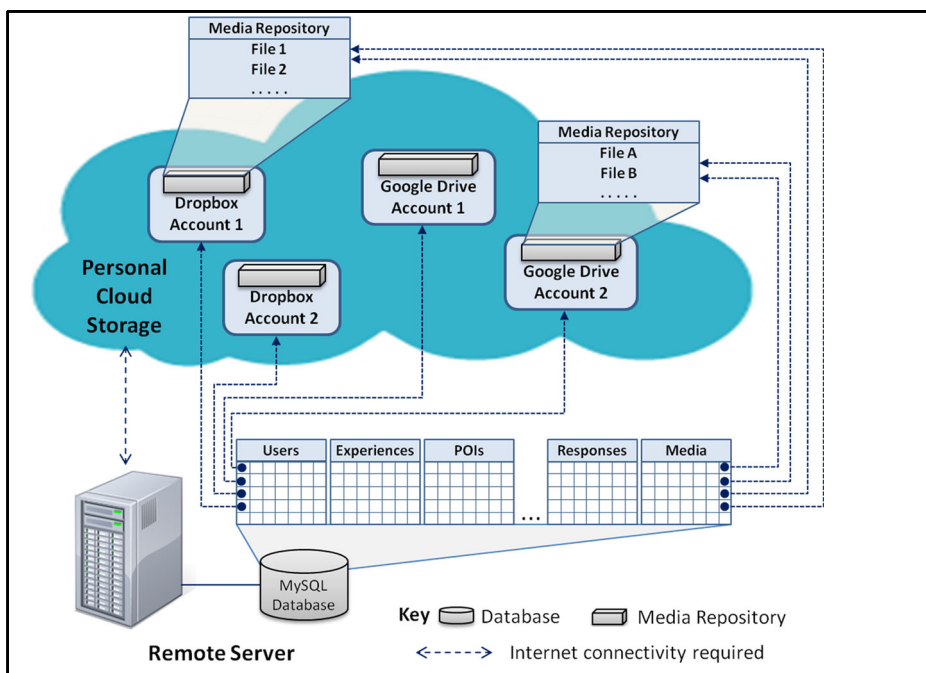 Media Repository
File 1
File 2
. . . . .
Media Repository
File A
File B
. . . . .
Dropbox
Account 1
Google Drive
Account 1
Dropbox
Account 2
Google Drive
Account 2
Personal
Cloud
Storage
Users Experiences POIs Responses Media
...
MySQL
Database
Remote Server
Key Database Media Repository
Internet connectivity required